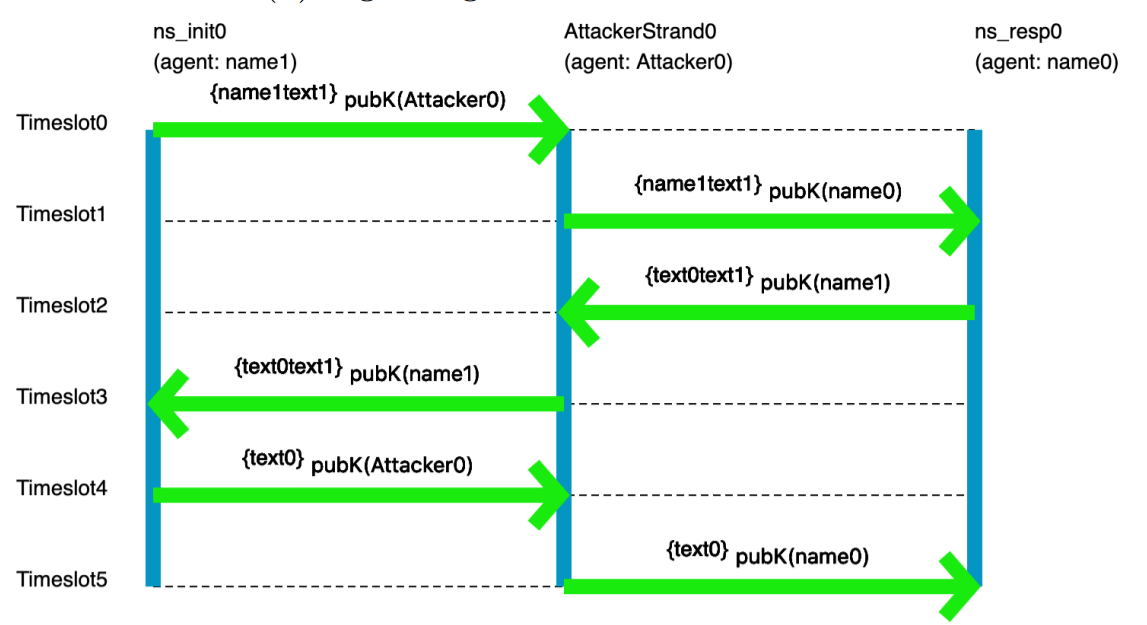 ns_init0
(agent: name1)
AttackerStrand0
(agent: Attacker0)
ns_resp0
(agent: name0)
{name1text1} pubK(Attacker0)
Timeslot0
{name1text1} pubK(name0)
Timeslot1
{text0text1} pubK(name1)
Timeslot2
{text0text1} pubK(name1)
Timeslot3
{text0} pubK(Attacker0)
Timeslot4
{text0} pubK(name0)
Timeslot5